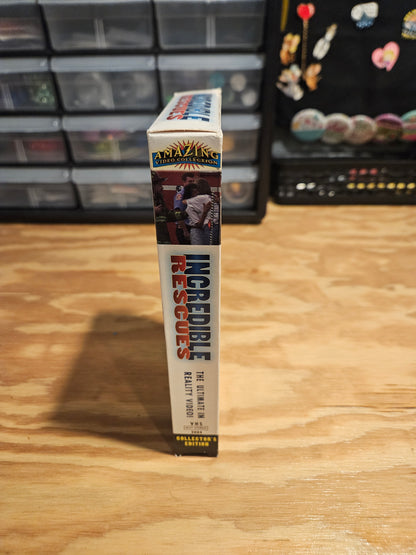 AMAZING
VIDEO COLLECTION
INCREDIBLE
RESCUES
THE ULTIMATE IN
REALITY VIDEO!
VHS
COLLECTOR'S
EDITION